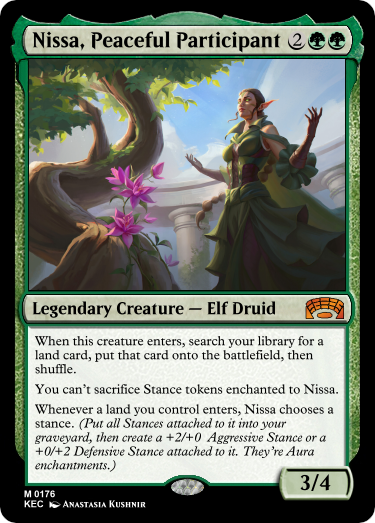 Nissa, Peaceful Participant 2
Legendary Creature — Elf Druid
When this creature enters, search your library for a
land card, put that card onto the battlefield, then
shuffle.
You can't sacrifice Stance tokens enchanted to Nissa.
Whenever a land you control enters, Nissa chooses a
stance. (Put all Stances attached to it into your
graveyard, then create a +2/+0 Aggressive Stance or a
+0/+2 Defensive Stance attached to it. They're Aura
enchantments.)
3/4
M 0176
KEC Anastasia Kushnir